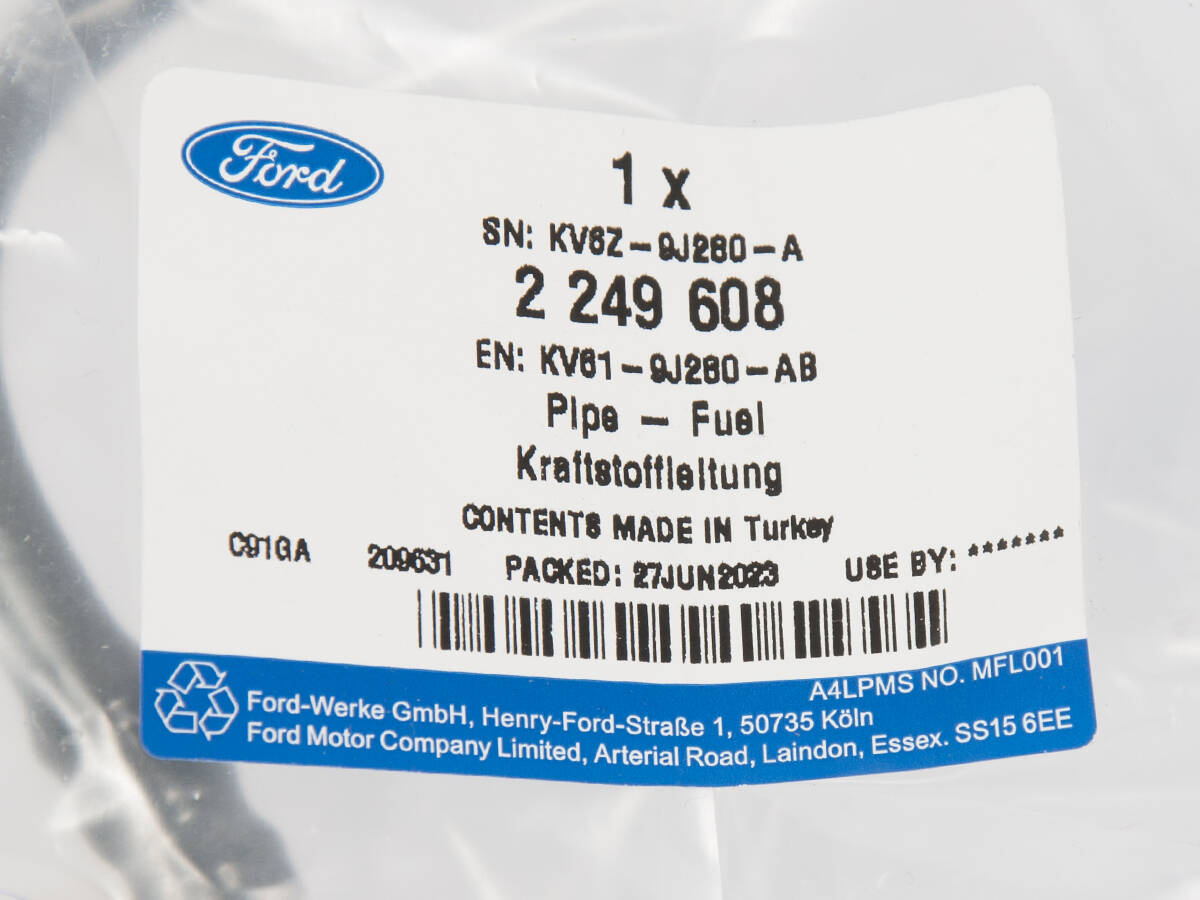 Ford
1 x
SN: KV6Z-9J280-A
2 249 608
EN: KV61-9J280-AB
Pipe - Fuel
Kraftstoffleitung
CONTENTS MADE IN Turkey
C91GA 209631 PACKED: 27JUN2023 USE BY: *******
A4LPMS NO. MFL001
Ford-Werke GmbH, Henry-Ford-Straße 1, 50735 Köln
Ford Motor Company Limited, Arterial Road, Laindon, Essex. SS15 6EE